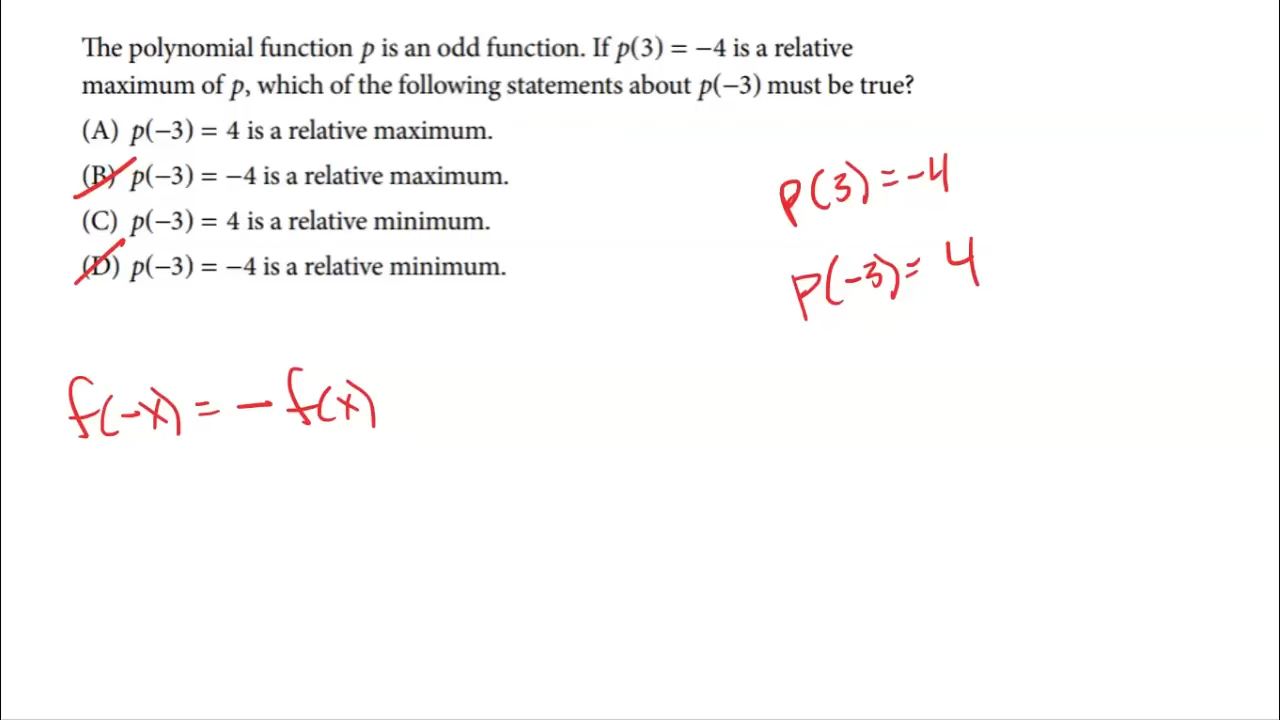 The polynomial function p is an odd function. If p(3) = −4 is a relative
maximum of p, which of the following statements about p(−3) must be true?
(A) p(−3) = 4 is a relative maximum.
(B) p(−3) = −4 is a relative maximum.
(C) p(−3) = 4 is a relative minimum.
(D) p(−3) = −4 is a relative minimum.
p(3) = -4
p(-3) = 4
f(-x) = - f(x)